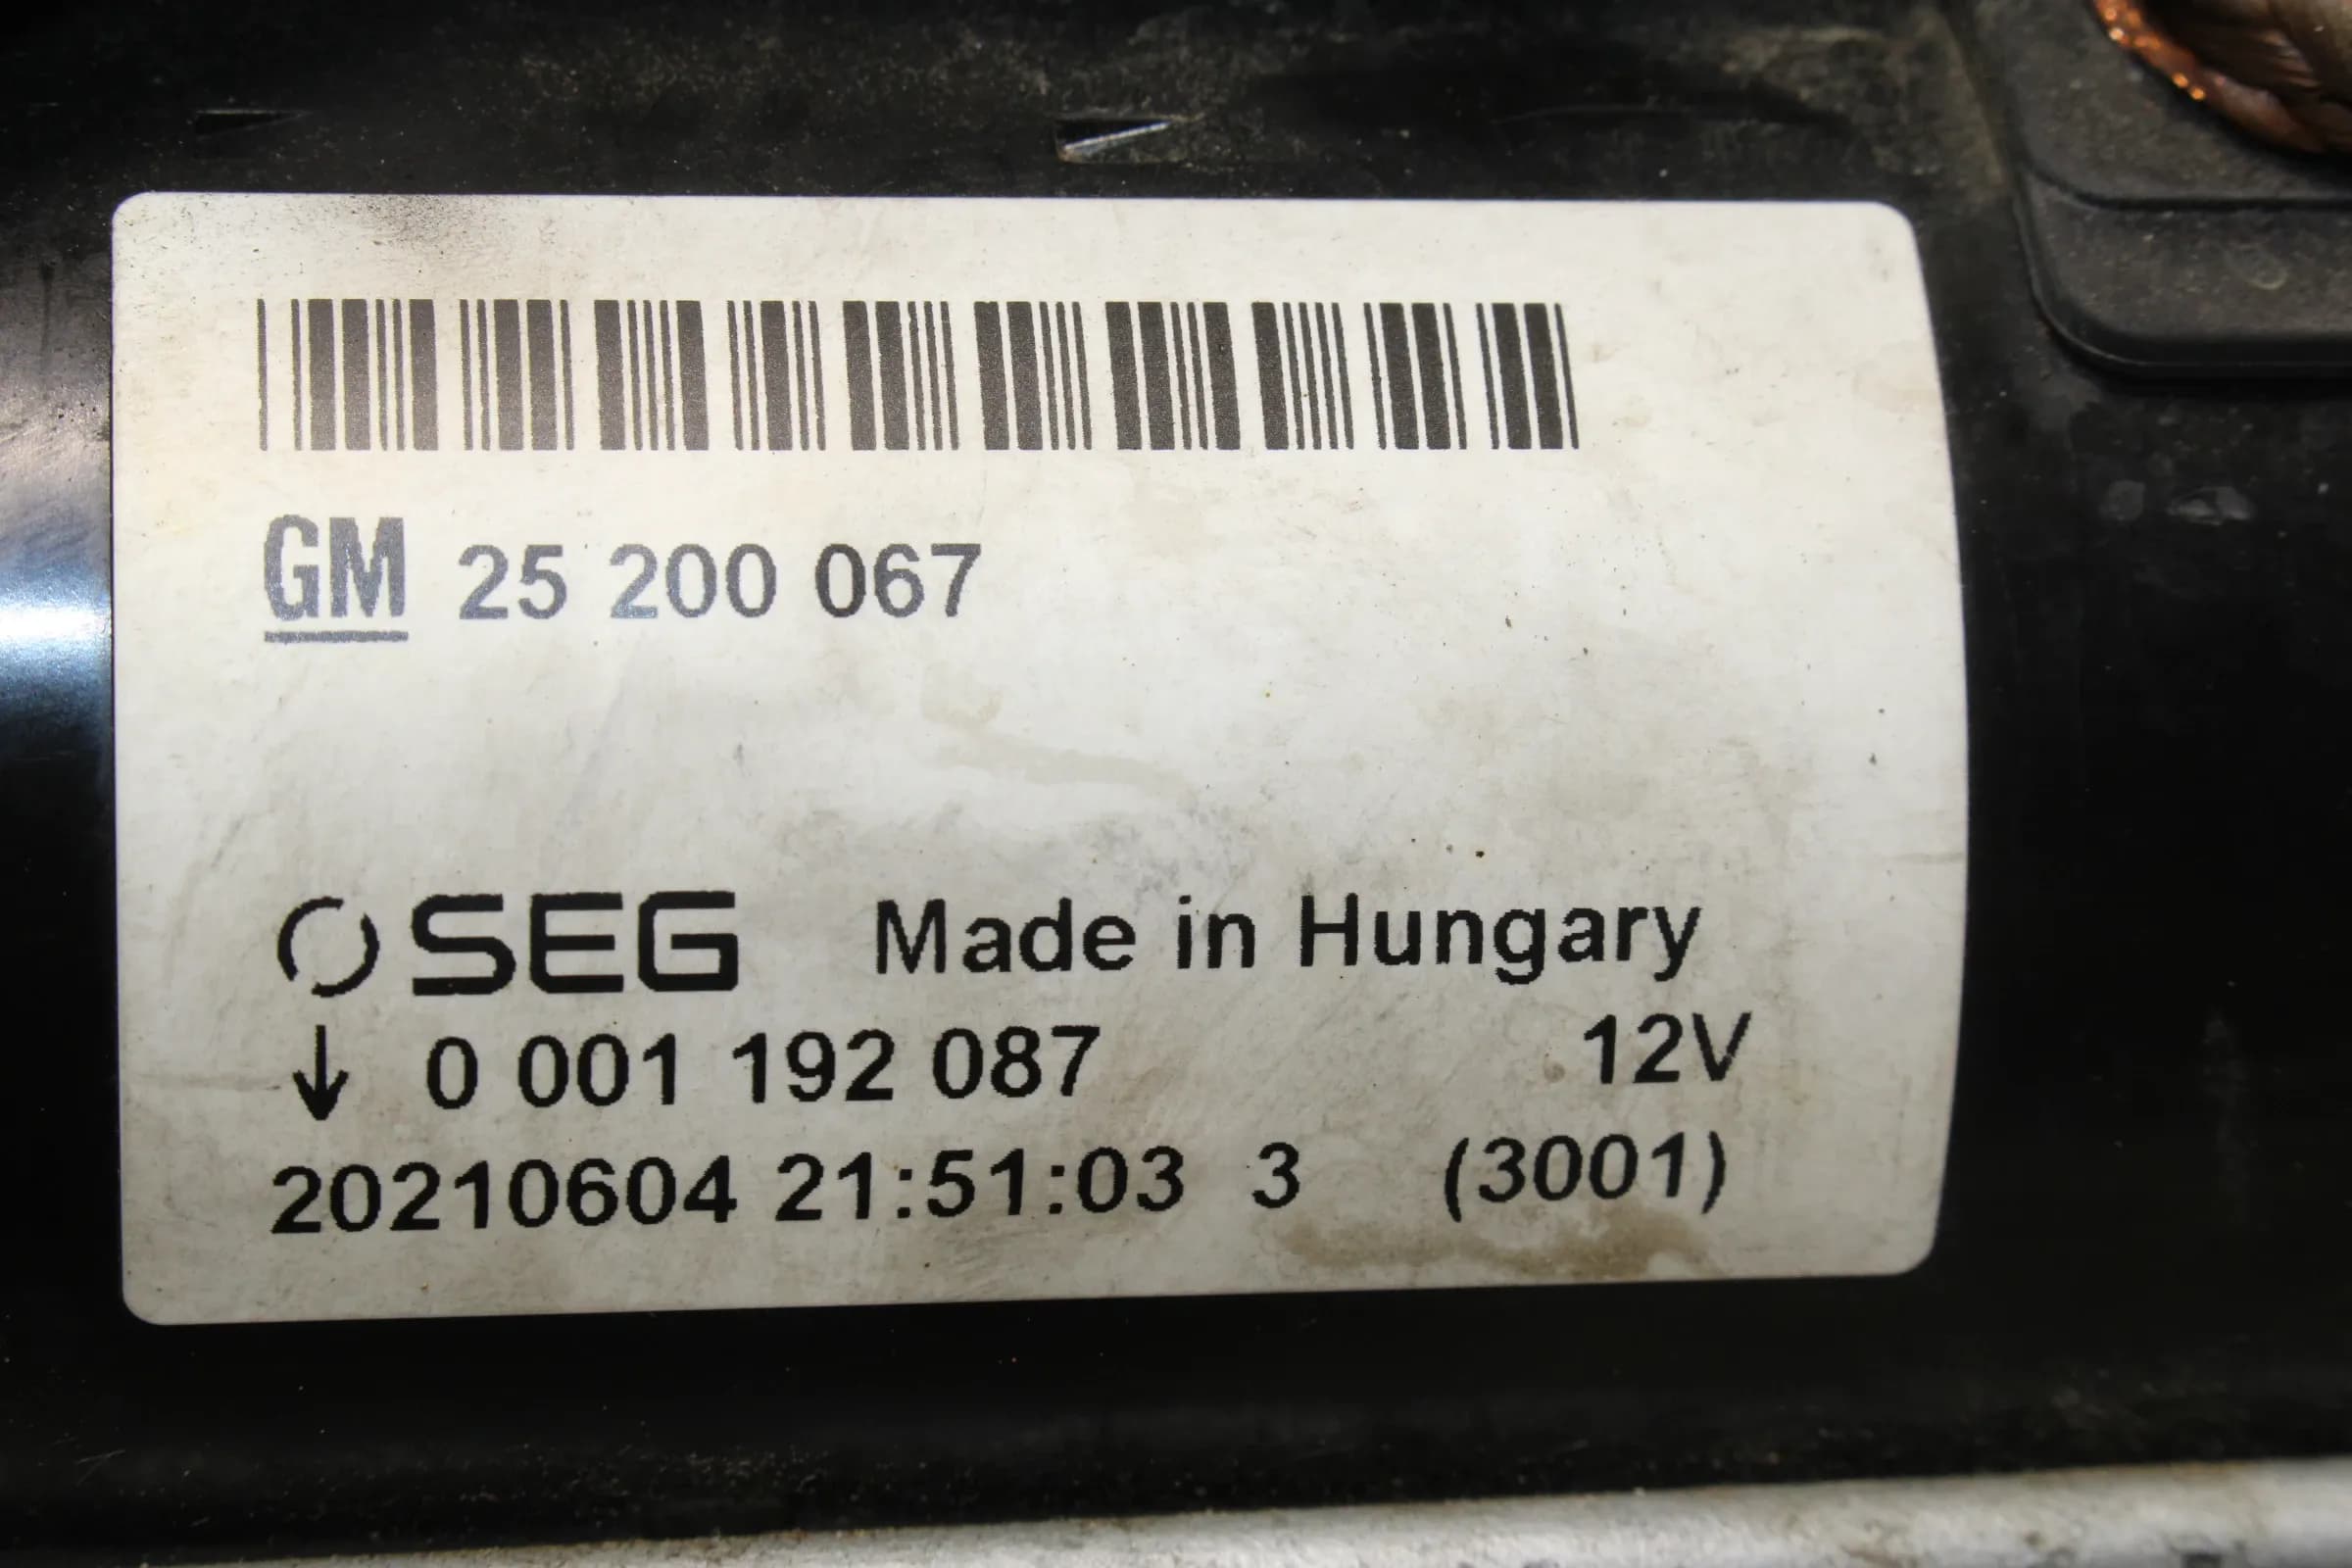 GM 25 200 067
SEG Made in Hungary
↓ 0 001 192 087 12V
20210604 21:51:03 3 (3001)